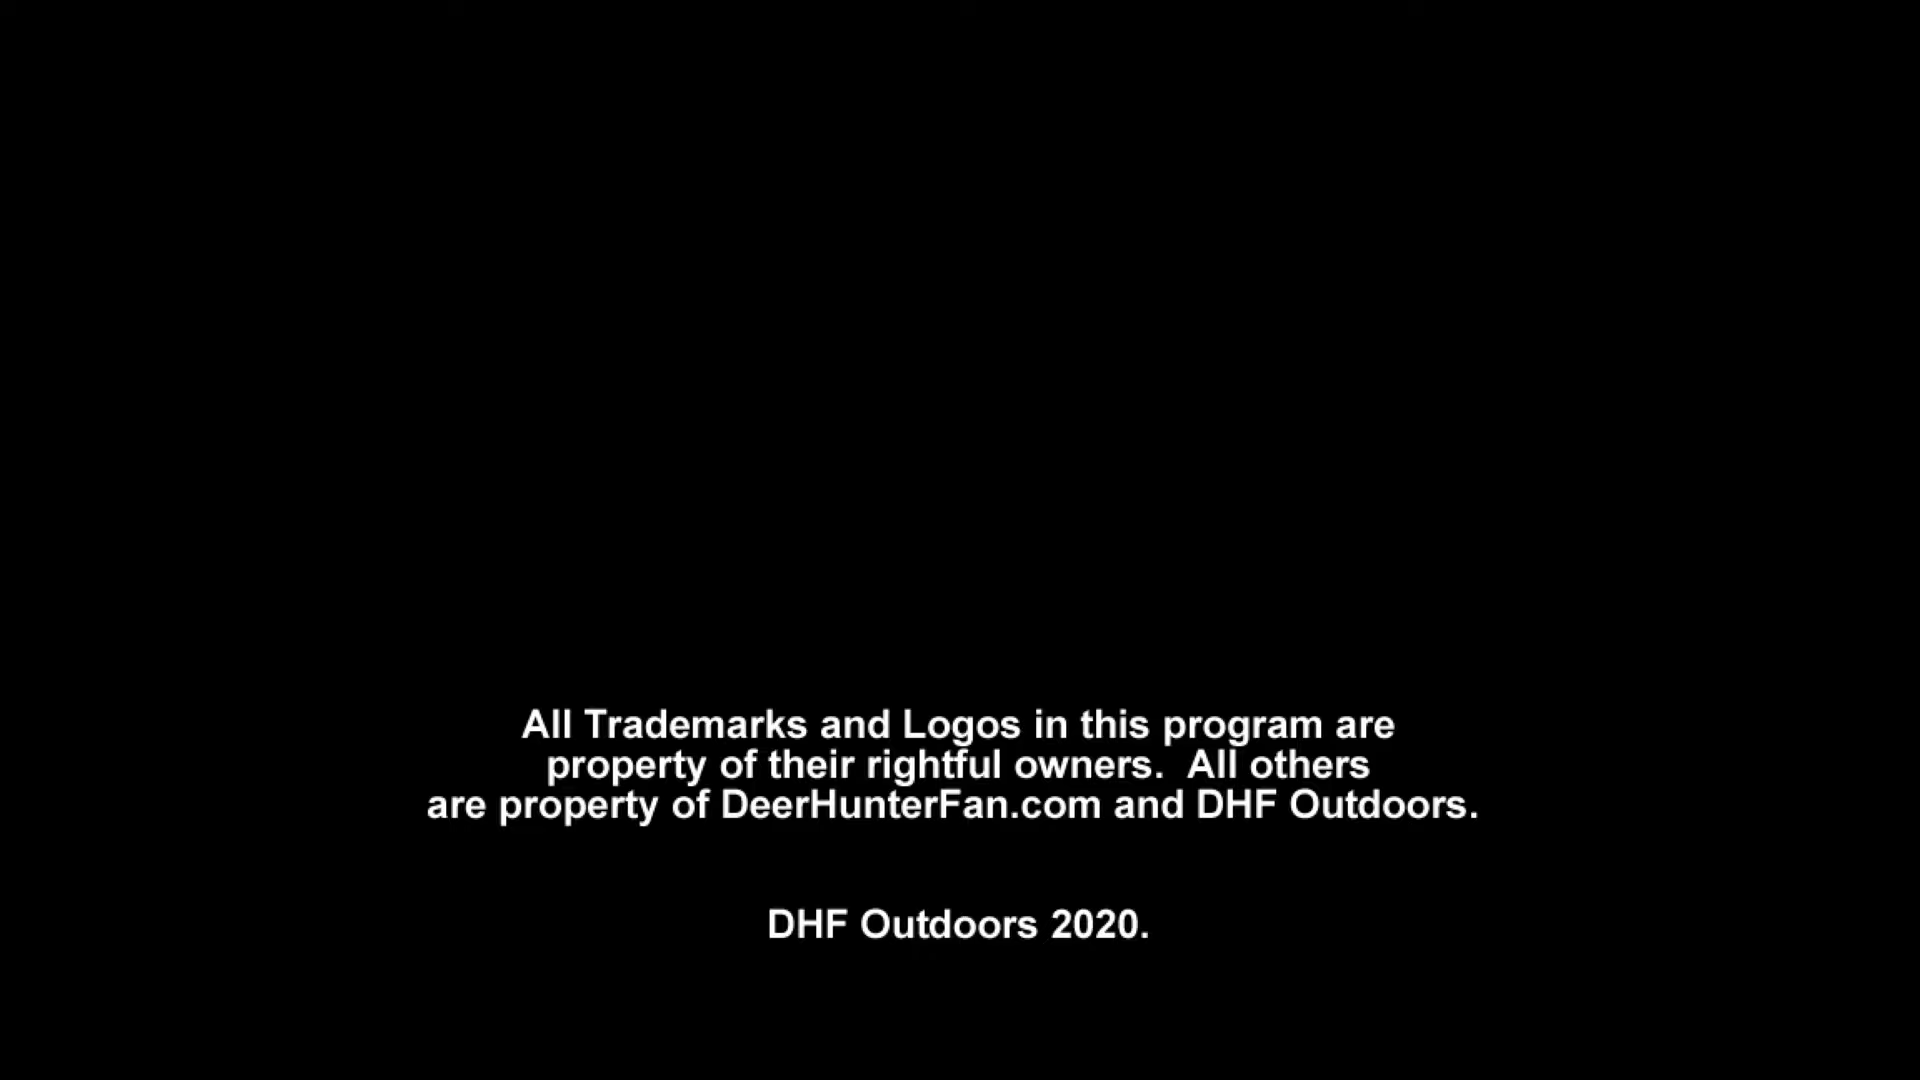 All Trademarks and Logos in this program are
property of their rightful owners.  All others
are property of DeerHunterFan.com and DHF Outdoors.
DHF Outdoors 2020.